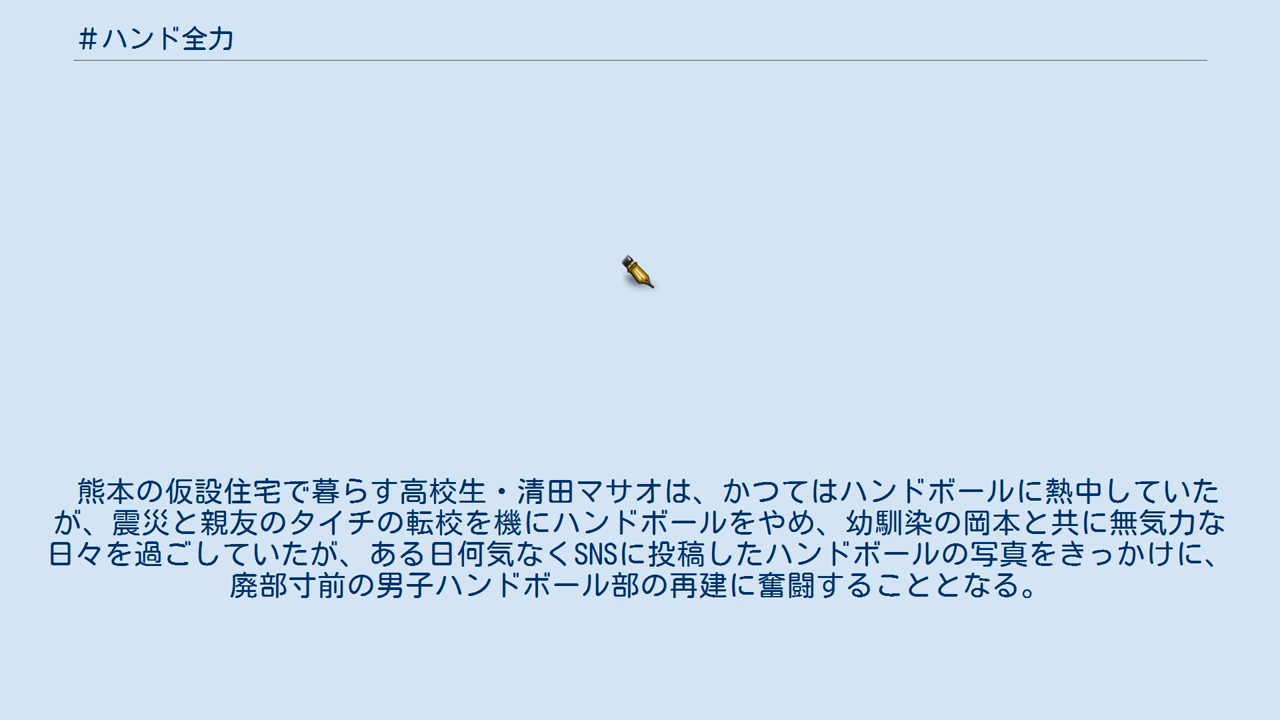 #ハンド全力
熊本の仮設住宅で暮らす高校生・清田マサオは、かつてはハンドボールに熱中していた
が、震災と親友のタイチの転校を機にハンドボールをやめ、幼馴染の岡本と共に無気力な
日々を過ごしていたが、ある日何気なくSNSに投稿したハンドボールの写真をきっかけに、
廃部寸前の男子ハンドボール部の再建に奮闘することとなる。